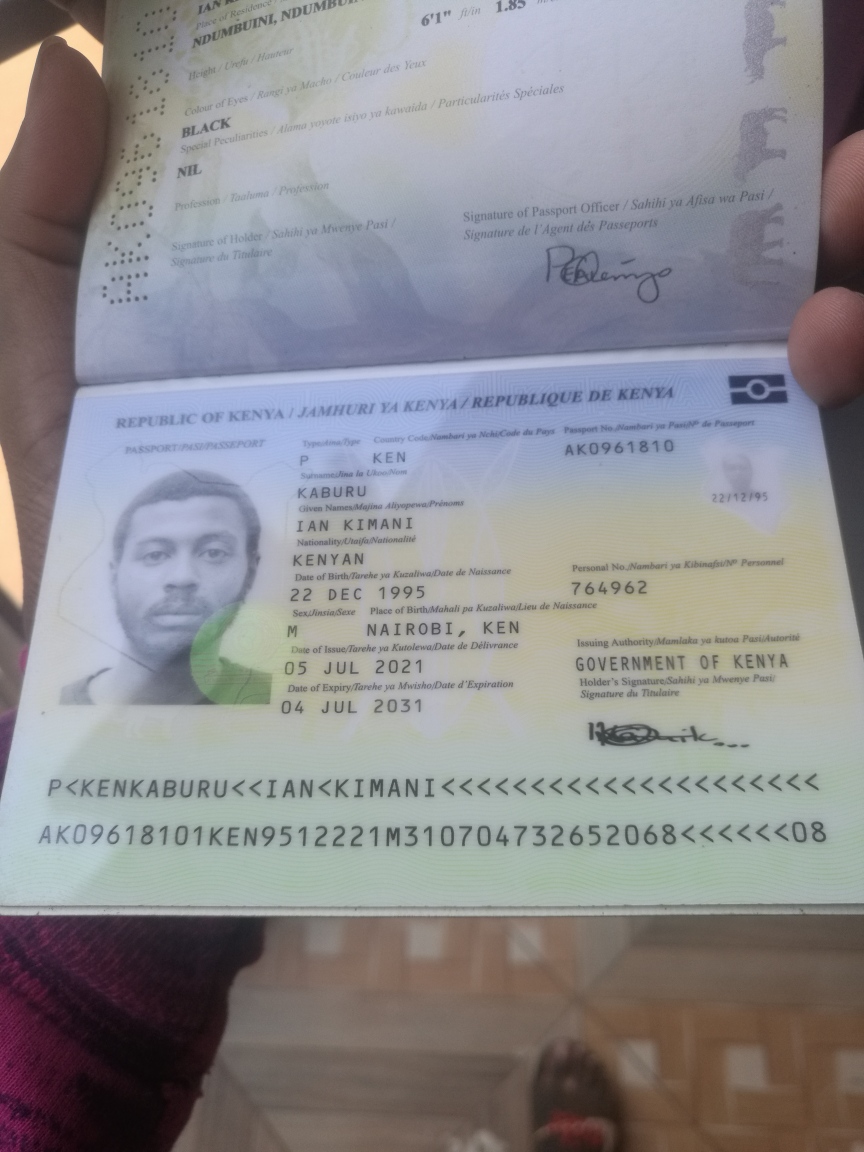 IAN
Place of Residence
NDUMBUINI,
6'1" ft/in 1.85
Height / Urefu / Hauteur
Colour of Eyes / Rangi ya Macho / Couleur des Yeux
BLACK
Special Peculiarities / Alama yoyote isiyo ya kawaida / Particularités Spéciales
NIL
Profession / Taaluma / Profession
Signature of Holder / Sahihi ya Mwenye Pasi /
Signature du Titulaire
Signature of Passport Officer / Sahihi ya Afisa wa Pasi /
Signature de l'Agent dés Passeports
REPUBLIC OF KENYA / JAMHURI YA KENYA / REPUBLIQUE DE KENYA
PASSPORT/PASI/PASSEPORT
Type/Aina/Type Country Code/Nambari ya Nchi/Code du Pays Passport No./Nambari ya Pasi/Nº de Passeport
P KEN AK0961810
Surname/Jina la Ukoo/Nom
KABURU
22/12/95
Given Names/Majina Aliyopewa/Prénoms
IAN KIMANI
Nationality/Utaifa/Nationalité
KENYAN
Date of Birth/Tarehe ya Kuzaliwa/Date de Naissance Personal No./Nambari ya Kibinafsi/Nº Personnel
22 DEC 1995 764962
Sex/Jinsia/Sexe Place of Birth/Mahali pa Kuzaliwa/Lieu de Naissance
M NAIROBI, KEN
Date of Issue/Tarehe ya Kutolewa/Date de Délivrance Issuing Authority/Mamlaka ya kutoa Pasi/Autorité
05 JUL 2021 GOVERNMENT OF KENYA
Date of Expiry/Tarehe ya Mwisho/Date d'Expiration Holder's Signature/Sahihi ya Mwenye Pasi/
Signature du Titulaire
04 JUL 2031
P<KENKABURU<<IAN<KIMANI<<<<<<<<<<<<<<<<<<<<<
AK09618101KEN9512221M310704732652068<<<<<<08